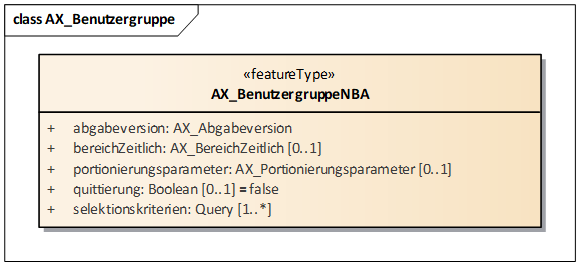 class AX_Benutzergruppe
«featureType»
AX_BenutzergruppeNBA
+ abgabeversion: AX_Abgabeversion
+ bereichZeitlich: AX_BereichZeitlich [0..1]
+ portionierungsparameter: AX_Portionierungsparameter [0..1]
+ quittierung: Boolean [0..1] = false
+ selektionskriterien: Query [1..*]